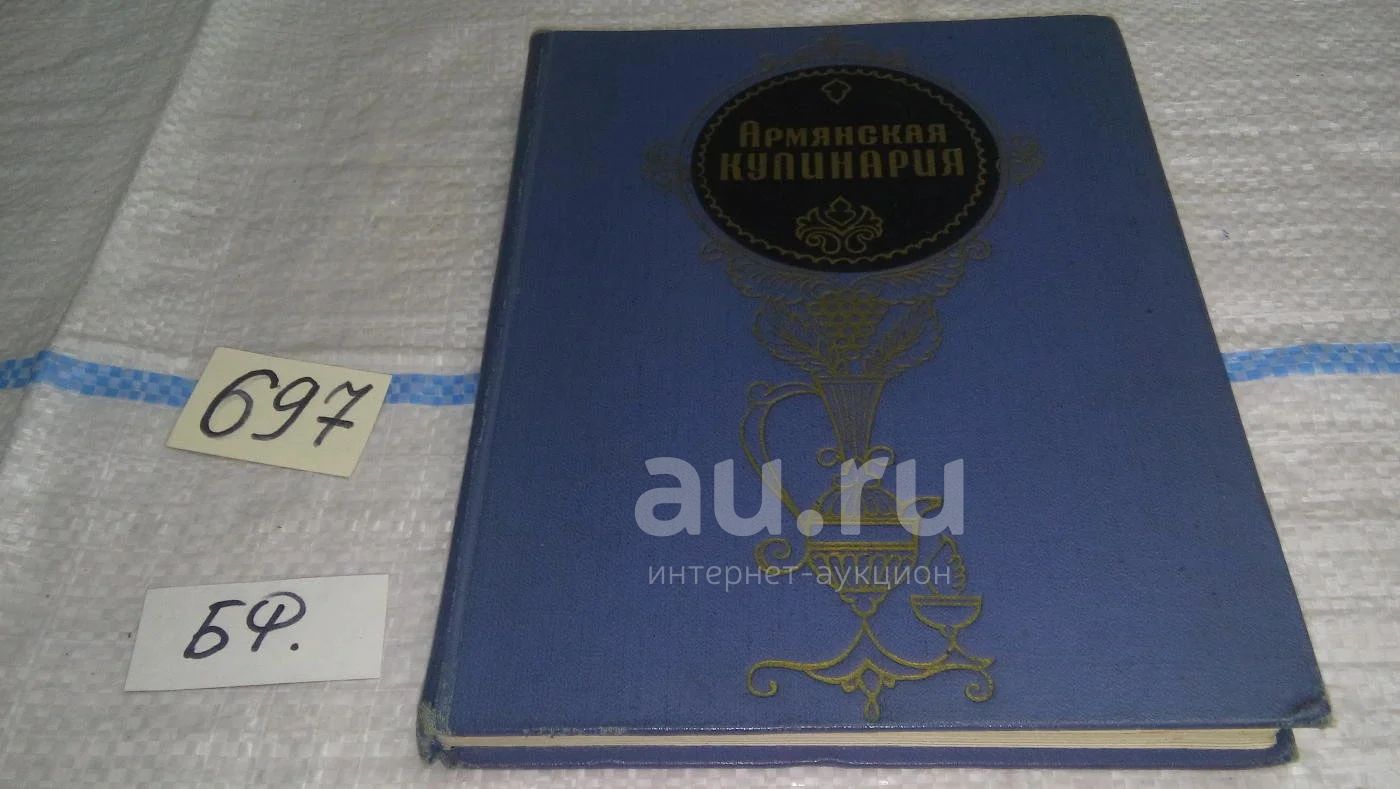 Армянская
кулинария
697
au.ru
интернет-аукцион
БФ.